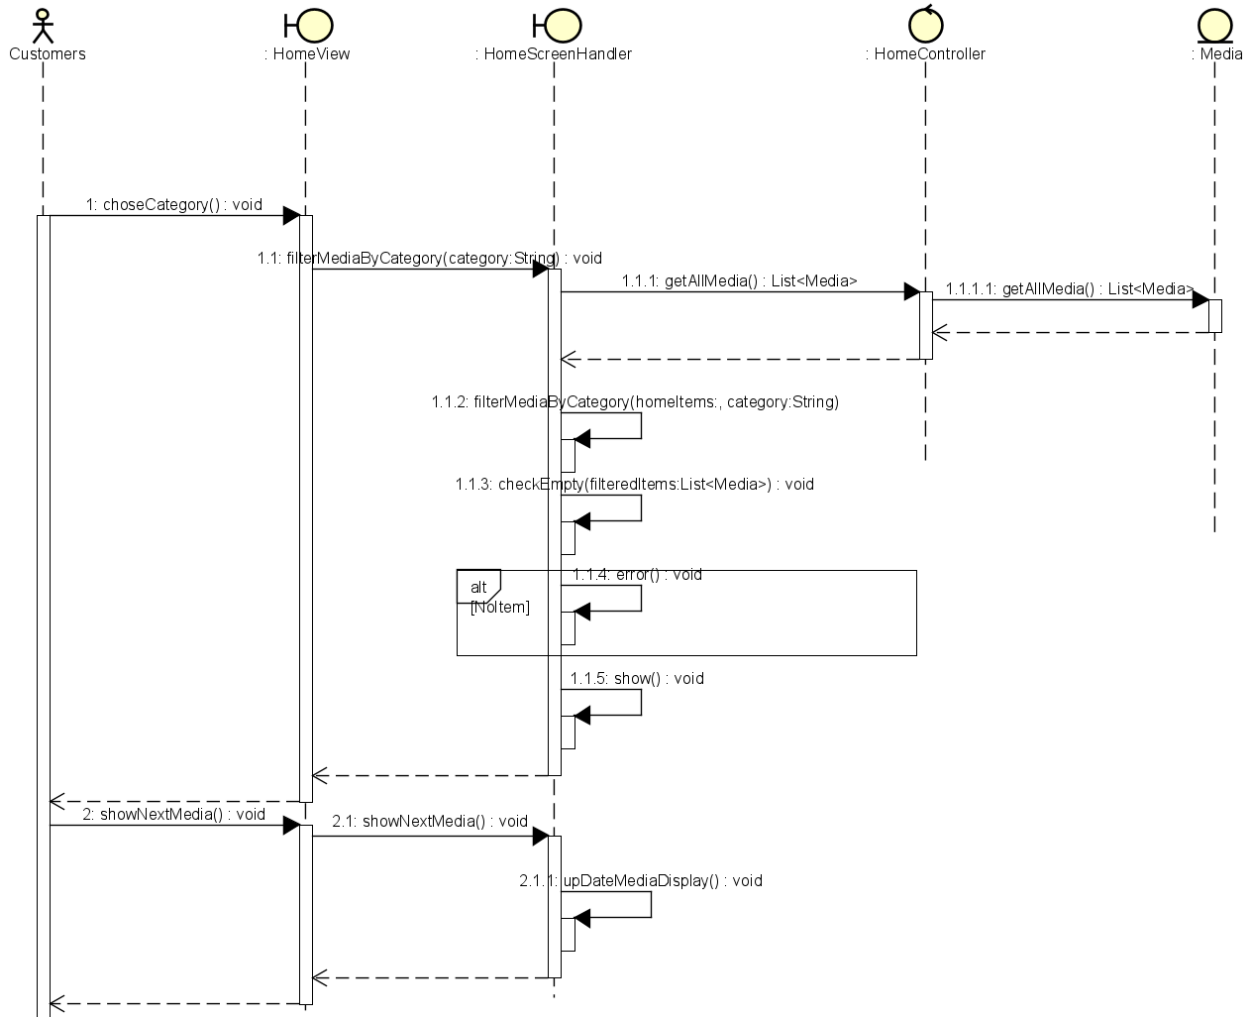 Customers
: HomeView
: HomeScreenHandler
: HomeController
: Media
1: choseCategory() : void
1.1: filterMediaByCategory(category:String) : void
1.1.1: getAllMedia() : List<Media>
1.1.1.1: getAllMedia() : List<Media>
1.1.2: filterMediaByCategory(homeItems:, category:String)
1.1.3: checkEmpty(filteredItems:List<Media>) : void
1.1.4: error() : void
alt
[NoItem]
1.1.5: show() : void
2: showNextMedia() : void
2.1: showNextMedia() : void
2.1.1: upDateMediaDisplay() : void